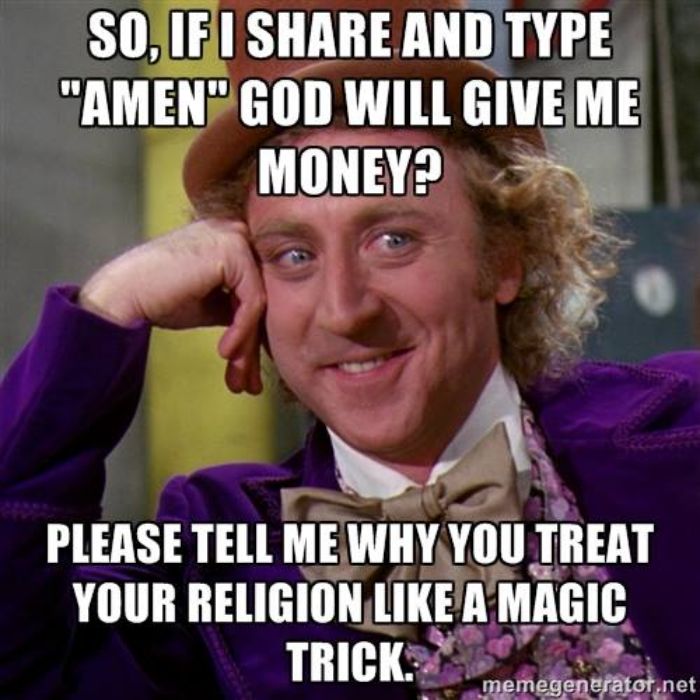 SO, IF I SHARE AND TYPE
"AMEN" GOD WILL GIVE ME
MONEY?
PLEASE TELL ME WHY YOU TREAT
YOUR RELIGION LIKE A MAGIC
TRICK.
memegenerator.net